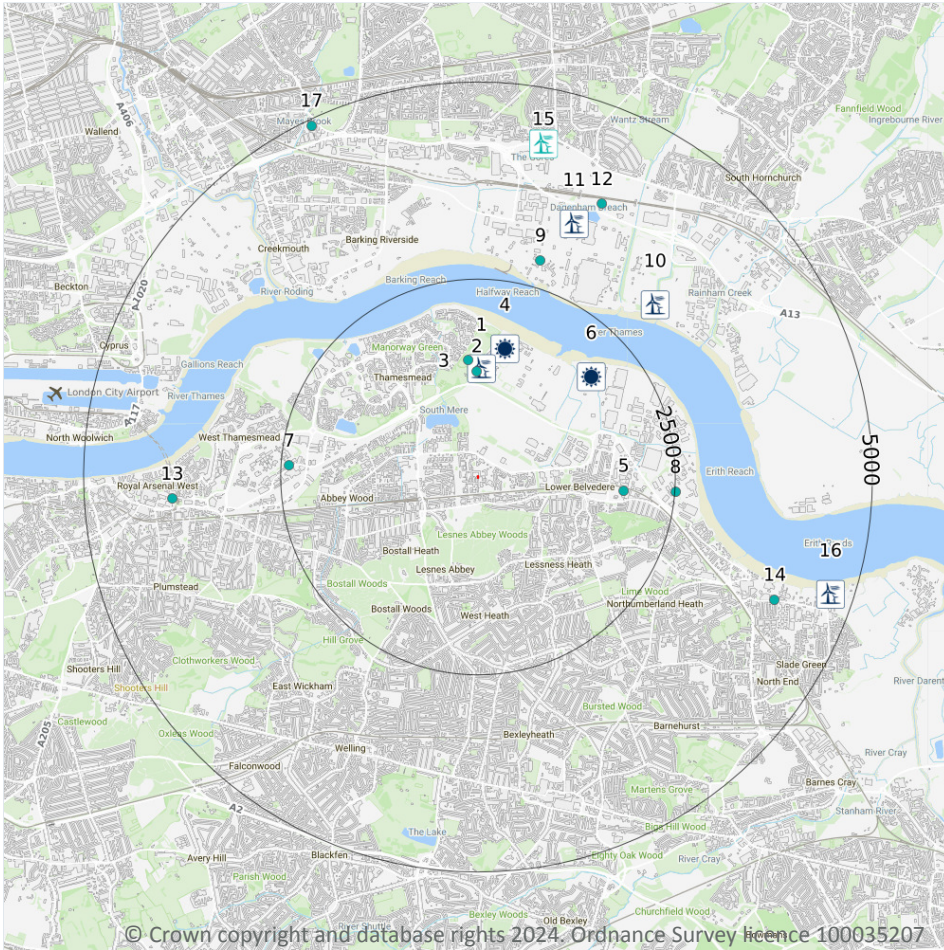 17
A406
Mayes Brook
Wallend
15
Wantz Stream
Fannfield Wood
Ingrebourne River
The
South Hornchurch
11 12
Dagenham Breach
9
Barking Riverside
Creekmouth
10
Beckton
River Roding
Barking Reach
Halfway Reach
Rainham Creek
A1020
4
A13
1
6
River Thames
Cyprus
2
Manorway Green
3
Gallions Reach
Thamesmead
London City Airport
River Thames
A117
South Mere
2500
North Woolwich
West Thamesmead
7
5000
13
5
8
Erith Reach
Royal Arsenal West
Lower Belvedere
Abbey Wood
Lesnes Abbey Woods
Erith Roads
Bostall Heath
16
Lesnes Abbey
Lessness Heath
14
Plumstead
Bostall Woods
Lime Wood
Bostall Woods
Northumberland Heath
West Heath
Hill Grove
Clothworkers Wood
Shooters Hill
Slade Green
Shooters Hill
East Wickham
North End
River Darent
Castlewood
Bursted Wood
A205
Oxleas Wood
Barnehurst
Bexleyheath
Welling
River Cray
Falconwood
Barnes Cray
Martens Grove
A2
Stanham River
The Lake
Bigs Hill Wood
Avery Hill
Blackfen
Eighty Oak Wood
River Cray
Parish Wood
Churchfield Wood
Bexley Woods
Old Bexley
Shuttle
© Crown copyright and database rights 2024. Ordnance Survey licence 100035207